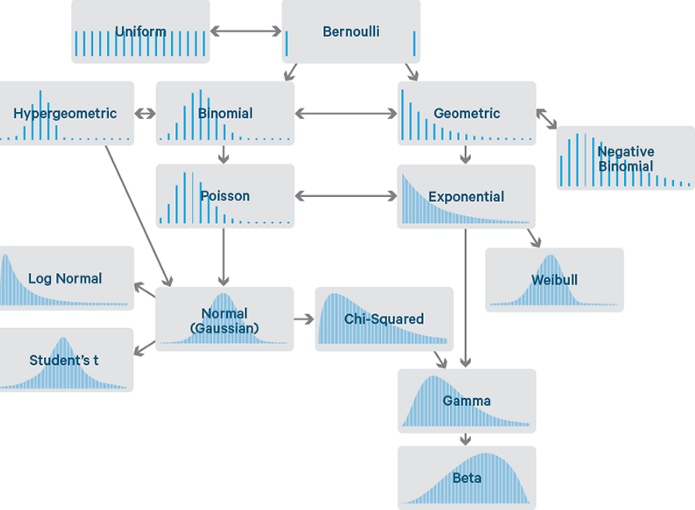 Uniform
Bernoulli
Hypergeometric
Binomial
Geometric
Negative
Binomial
Poisson
Exponential
Log Normal
Weibull
Normal
(Gaussian)
Chi-Squared
Student's t
Gamma
Beta